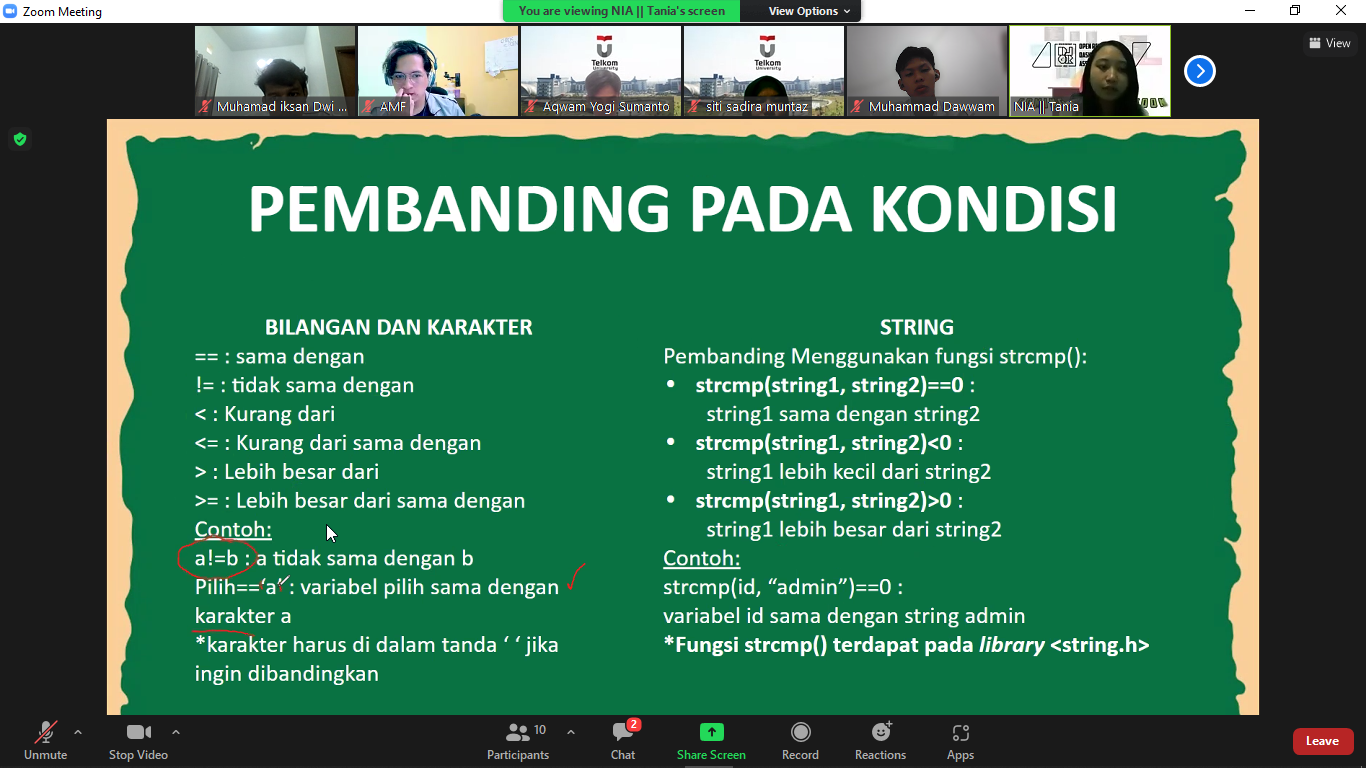 Zoom Meeting
You are viewing NIA || Tania's screen
View Options
View
Telkom
University
Telkom
University
Muhamad iksan Dwi ...
AMF
Aqwam Yogi Sumanto
siti sadira muntaz
Muhammad Dawwam
NIA || Tania
PEMBANDING PADA KONDISI
BILANGAN DAN KARAKTER
== : sama dengan
!= : tidak sama dengan
< : Kurang dari
<= : Kurang dari sama dengan
> : Lebih besar dari
>= : Lebih besar dari sama dengan
Contoh:
a!=b : a tidak sama dengan b
Pilih==‘a’ : variabel pilih sama dengan
karakter a
*karakter harus di dalam tanda ‘ ‘ jika
ingin dibandingkan
STRING
Pembanding Menggunakan fungsi strcmp():
• strcmp(string1, string2)==0 :
string1 sama dengan string2
• strcmp(string1, string2)<0 :
string1 lebih kecil dari string2
• strcmp(string1, string2)>0 :
string1 lebih besar dari string2
Contoh:
strcmp(id, “admin”)==0 :
variabel id sama dengan string admin
*Fungsi strcmp() terdapat pada library <string.h>
Unmute
Stop Video
Participants
10
Chat
2
Share Screen
Record
Reactions
Apps
Leave